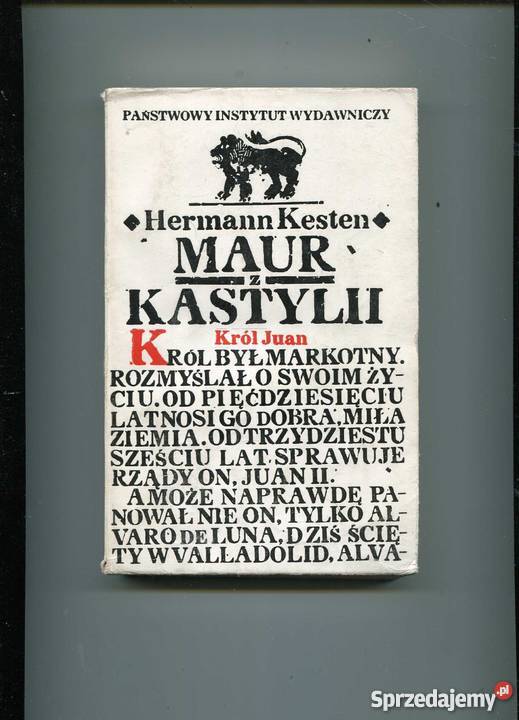 PAŃSTWOWY INSTYTUT WYDAWNICZY
Hermann Kesten
MAUR
z
KASTYLII
Król Juan
KRÓL BYŁ MARKOTNY.
ROZMYŚLAŁ O SWOIM ŻY-
CIU. OD PIĘĆDZIESIĘCIU
LAT NOSI GO DOBRA, MIŁA
ZIEMIA. OD TRZYDZIESTU
SZEŚCIU LAT SPRAWUJE
RZĄDY ON, JUAN II.
A MOŻE NAPRAWDĘ PA-
NOWAŁ NIE ON, TYLKO AL-
VARO DE LUNA, DZIŚ ŚCIĘ-
TY W VALLADOLID, ALVA-
Sprzedajemy.pl